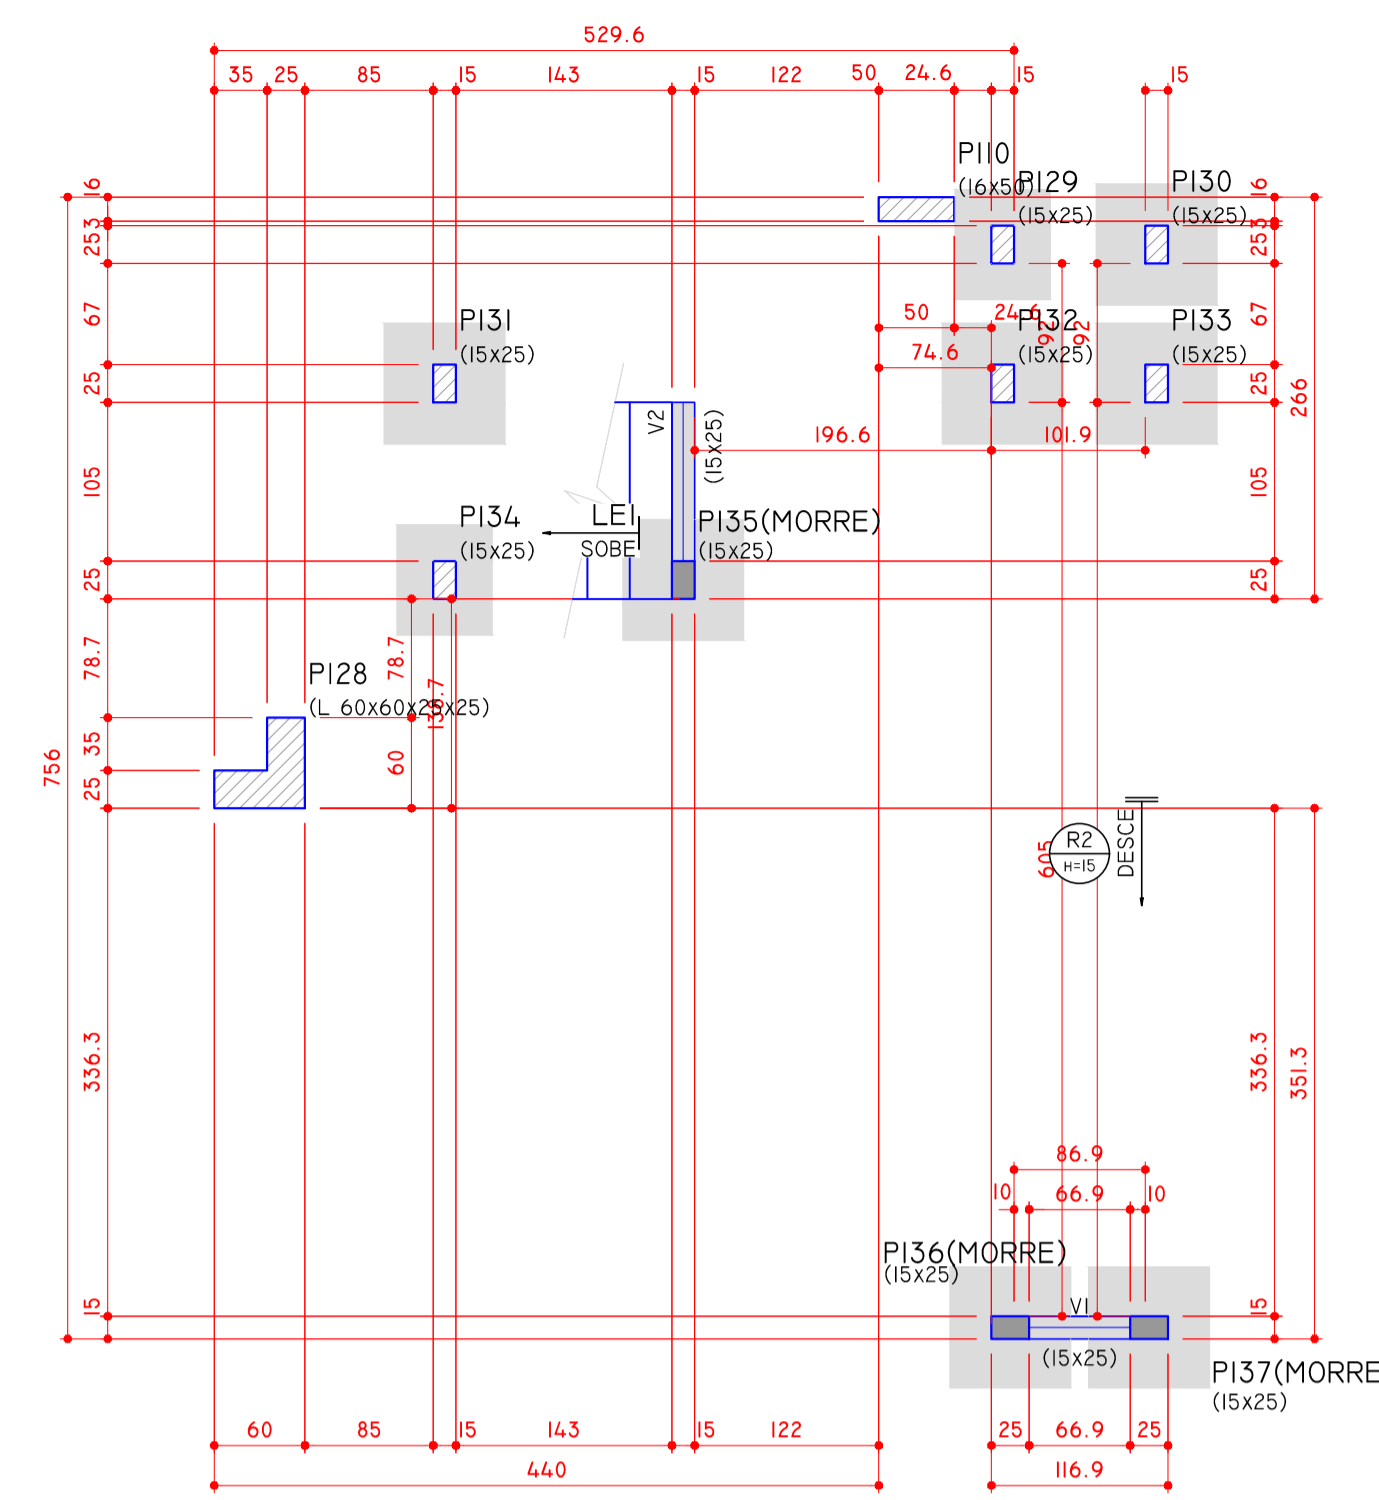 529.6
35 25 85 15 143 15 122 50 24.6 15 15
P110
(16x50)
P129
(15x25)
P130
(15x25)
16
3
25
67
25
105
25
78.7
35
25
336.3
15
756
16
3
25
67
25
105
25
266
336.3
351.3
15
P131
(15x25)
50 24.6
74.6
P132
(15x25)
92
92
P133
(15x25)
196.6 101.9
V2
(15x25)
LE1
SOBE
P135(MORRE)
(15x25)
P134
(15x25)
78.7
138.7
60
P128
(L 60x60x25x25)
605
R2
H=15
DESCE
86.9
10 66.9 10
P136(MORRE)
(15x25)
V1
(15x25)
P137(MORRE
(15x25)
60 85 15 143 15 122 25 66.9 25
440 116.9